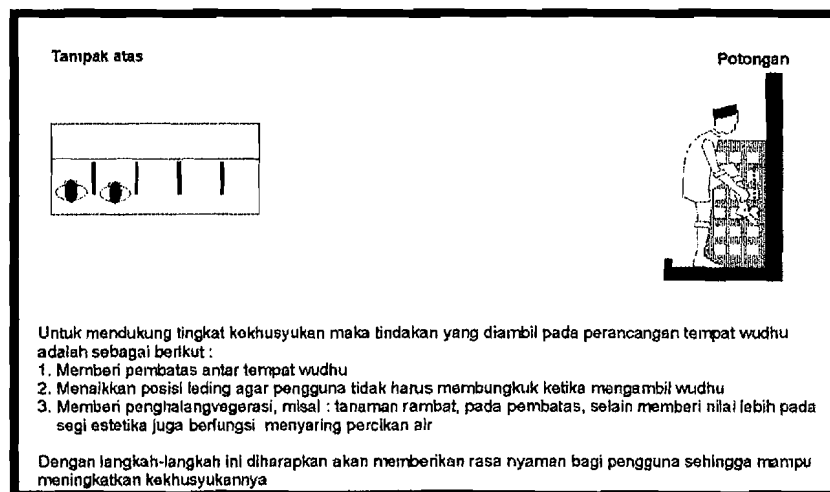 Tampak atas
Potongan
Untuk mendukung tingkat kekhusyukan maka tindakan yang diambil pada perancangan tempat wudhu
adalah sebagai berikut :
1. Memberi pembatas antar tempat wudhu
2. Menaikkan posisi leding agar pengguna tidak harus membungkuk ketika mengambil wudhu
3. Memberi penghalangvegerasi, misal : tanaman rambat, pada pembatas, selain memberi nilai lebih pada
segi estetika juga berfungsi menyaring percikan air
Dengan langkah-langkah ini diharapkan akan memberikan rasa nyaman bagi pengguna sehingga mampu
meningkatkan kekhusyukannya